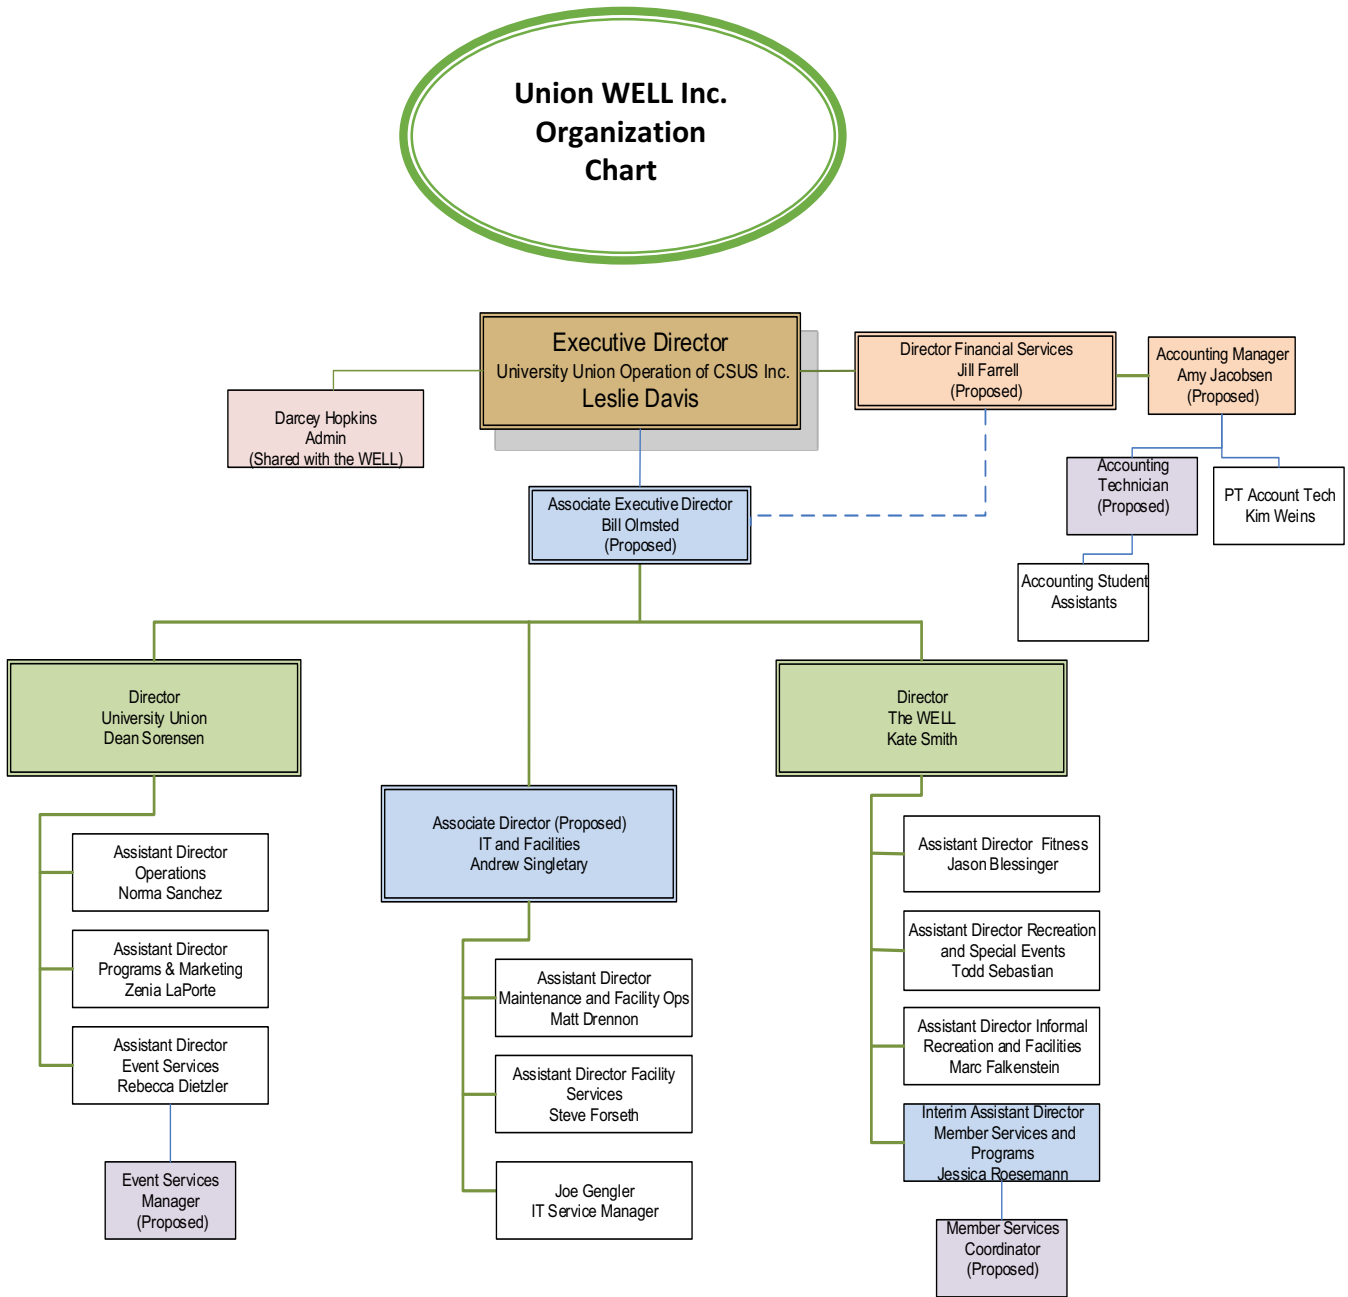 Union WELL Inc.
Organization
Chart
Executive Director
University Union Operation of CSUS Inc.
Leslie Davis
Director Financial Services
Jill Farrell
(Proposed)
Accounting Manager
Amy Jacobsen
(Proposed)
Darcey Hopkins
Admin
(Shared with the WELL)
Associate Executive Director
Bill Olmsted
(Proposed)
Accounting
Technician
(Proposed)
PT Account Tech
Kim Weins
Accounting Student
Assistants
Director
University Union
Dean Sorensen
Associate Director (Proposed)
IT and Facilities
Andrew Singletary
Director
The WELL
Kate Smith
Assistant Director
Operations
Norma Sanchez
Assistant Director
Programs & Marketing
Zenia LaPorte
Assistant Director
Event Services
Rebecca Dietzler
Event Services
Manager
(Proposed)
Assistant Director
Maintenance and Facility Ops
Matt Drennon
Assistant Director Facility
Services
Steve Forseth
Joe Gengler
IT Service Manager
Assistant Director  Fitness
Jason Blessinger
Assistant Director Recreation
and Special Events
Todd Sebastian
Assistant Director Informal
Recreation and Facilities
Marc Falkenstein
Interim Assistant Director
Member Services and
Programs
Jessica Roesemann
Member Services
Coordinator
(Proposed)